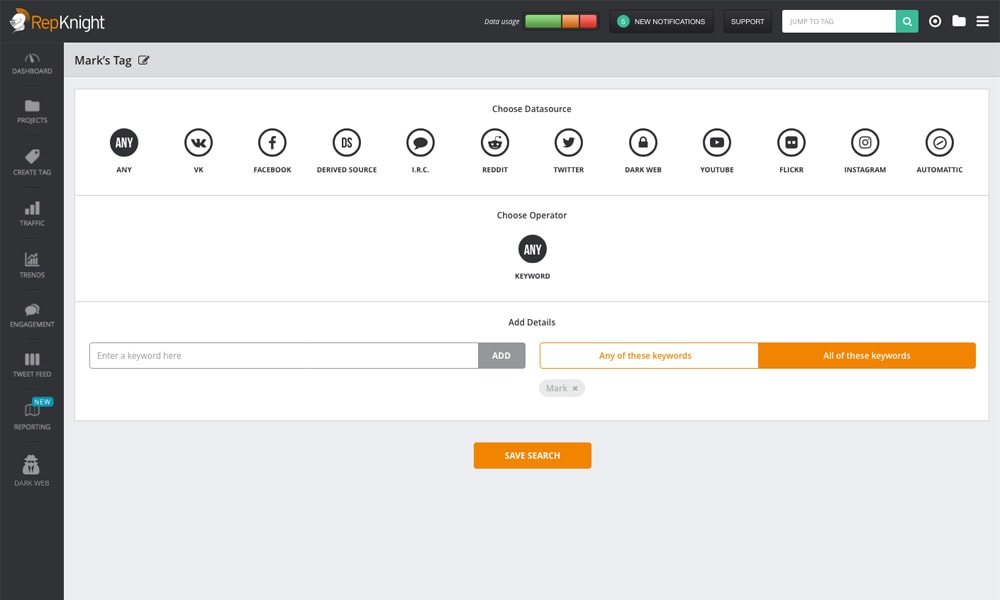 RepKnight
Data usage
5 NEW NOTIFICATIONS
SUPPORT
JUMP TO TAG
DASHBOARD
PROJECTS
CREATE TAG
TRAFFIC
TRENDS
ENGAGEMENT
TWEET FEED
NEW
REPORTING
DARK WEB
Mark's Tag
Choose Datasource
ANY DS
ANY VK FACEBOOK DERIVED SOURCE I.R.C. REDDIT TWITTER DARK WEB YOUTUBE FLICKR INSTAGRAM AUTOMATTIC
Choose Operator
ANY
KEYWORD
Add Details
Enter a keyword here ADD Any of these keywords All of these keywords
Mark ×
SAVE SEARCH